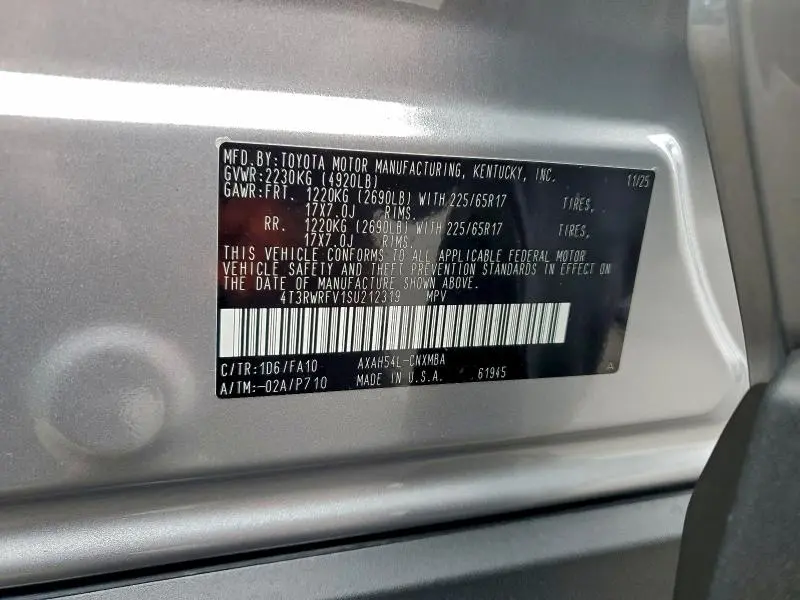 MFD.BY:TOYOTA MOTOR MANUFACTURING, KENTUCKY, INC.
GVWR:2230KG (4920LB) 11/25
GAWR:FRT. 1220KG (2690LB) WITH 225/65R17 TIRES,
17X7.0J RIMS.
RR. 1220KG (2690LB) WITH 225/65R17 TIRES,
17X7.0J RIMS.
THIS VEHICLE CONFORMS TO ALL APPLICABLE FEDERAL MOTOR
VEHICLE SAFETY AND THEFT PREVENTION STANDARDS IN EFFECT ON
THE DATE OF MANUFACTURE SHOWN ABOVE.
4T3RWRFV1SU212319 MPV
C/TR:1D6/FA10 AXAH54L-CNXMBA
A/TM:-02A/P710 MADE IN U.S.A. 61945 A